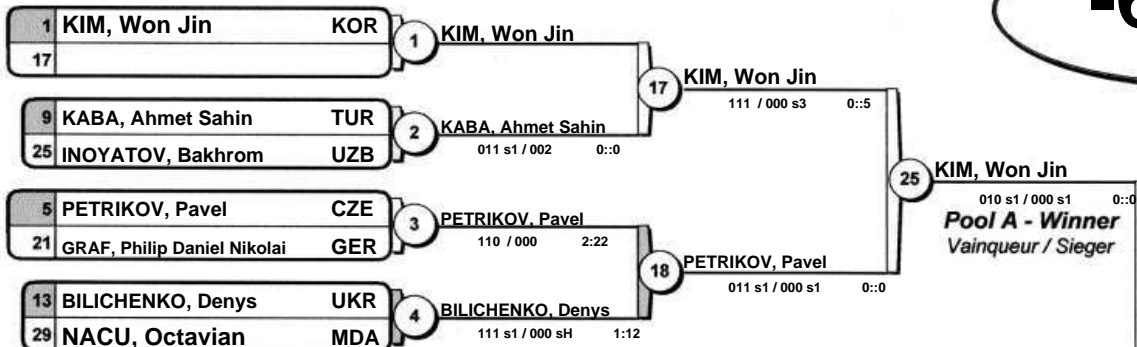 -6
1 KIM, Won Jin KOR
17
1
KIM, Won Jin
9 KABA, Ahmet Sahin TUR
25 INOYATOV, Bakhrom UZB
2
KABA, Ahmet Sahin
011 s1 / 002 0::0
17
KIM, Won Jin
111 / 000 s3 0::5
5 PETRIKOV, Pavel CZE
21 GRAF, Philip Daniel Nikolai GER
3
PETRIKOV, Pavel
110 / 000 2:22
13 BILICHENKO, Denys UKR
29 NACU, Octavian MDA
4
BILICHENKO, Denys
111 s1 / 000 sH 1:12
18
PETRIKOV, Pavel
011 s1 / 000 s1 0::0
25
KIM, Won Jin
010 s1 / 000 s1 0::0
Pool A - Winner
Vainqueur / Sieger